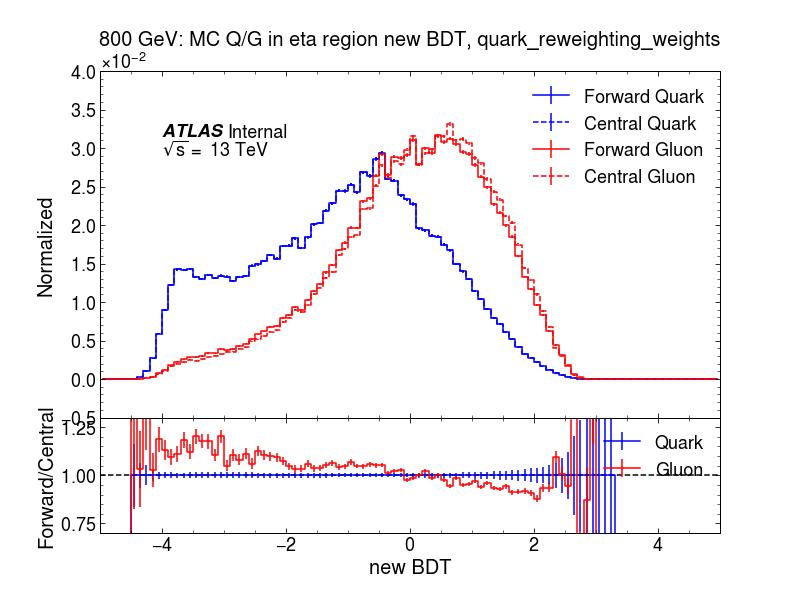 800 GeV: MC Q/G in eta region new BDT, quark_reweighting_weights
×10⁻²
4.0
3.5
3.0
2.5
2.0
1.5
1.0
0.5
0.0
−0.5
Normalized
ATLAS Internal
√s = 13 TeV
Forward Quark
Central Quark
Forward Gluon
Central Gluon
1.25
1.00
0.75
Forward/Central
Quark
Gluon
−4 −2 0 2 4
new BDT